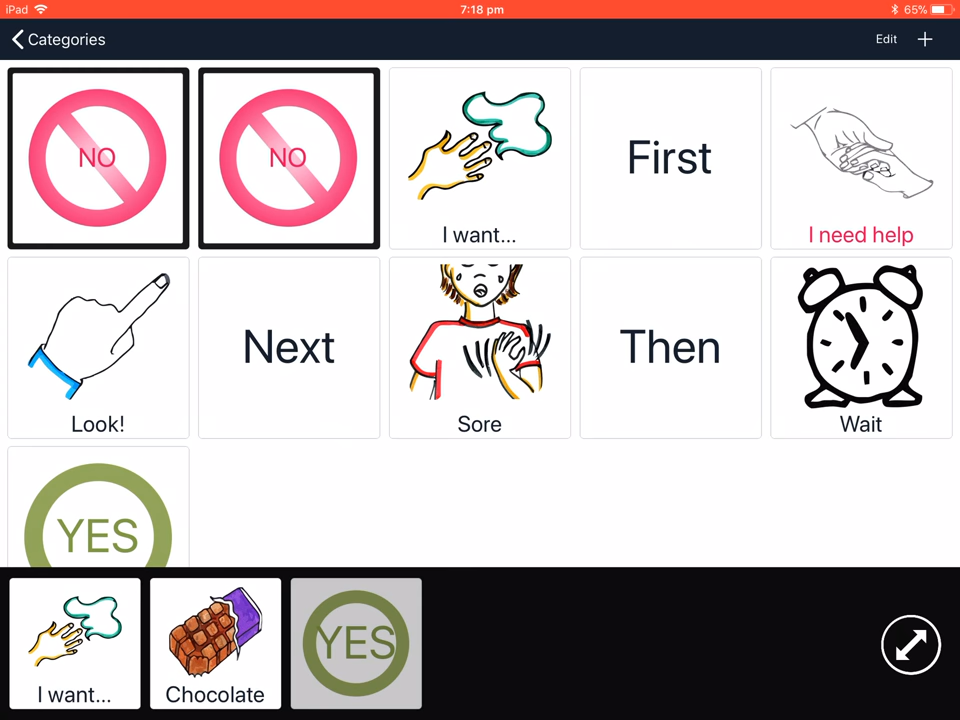 iPad 7:18 pm 65%
Categories Edit
NO
NO
I want...
First
I need help
Look!
Next
Sore
Then
Wait
YES
I want...
Chocolate
YES